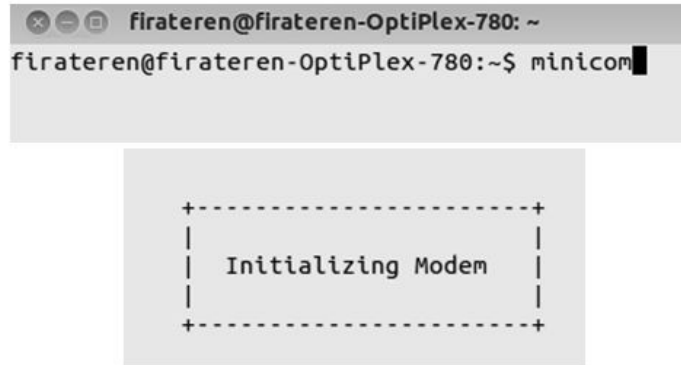 firateren@firateren-OptiPlex-780: ~
firateren@firateren-OptiPlex-780:~$ minicom
+-----------------------+
|                       |
|  Initializing Modem   |
|                       |
+-----------------------+